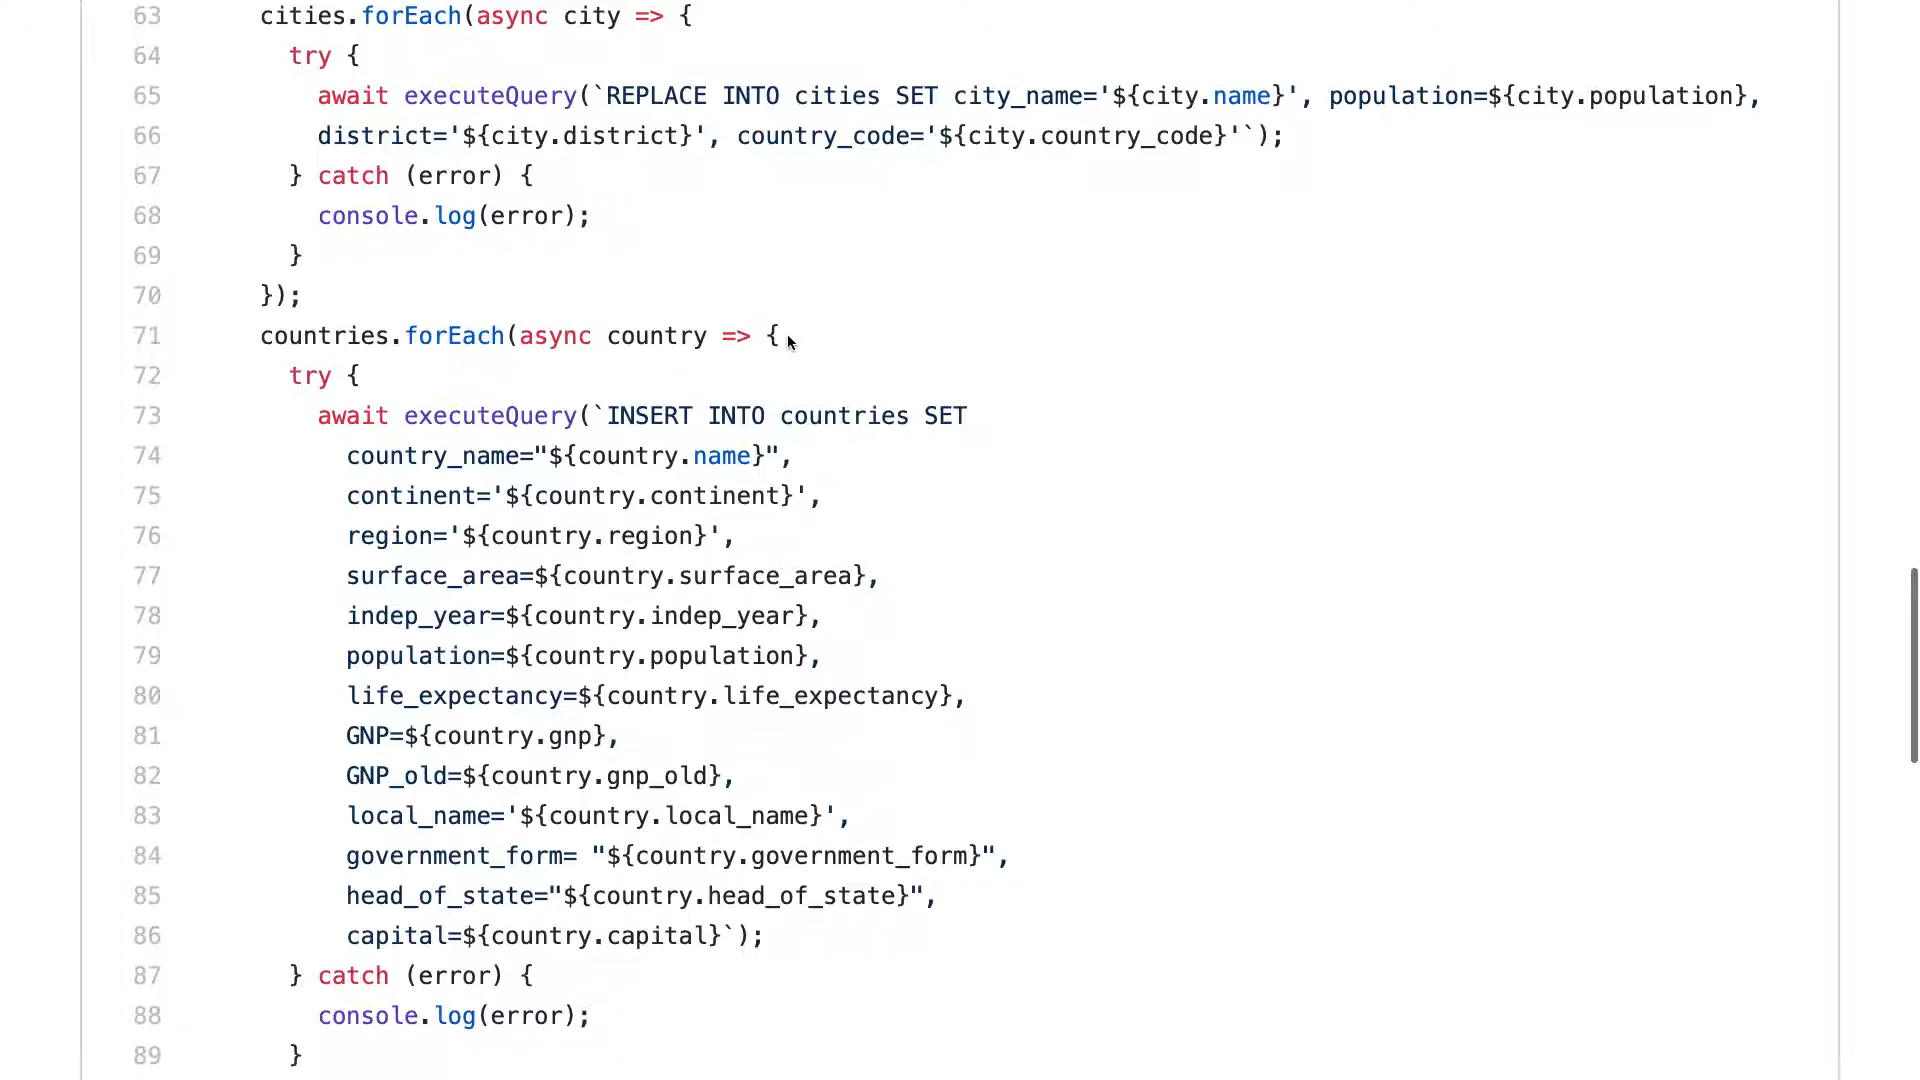 63 cities.forEach(async city => {
64 try {
65 await executeQuery(`REPLACE INTO cities SET city_name='${city.name}', population=${city.population},
66 district='${city.district}', country_code='${city.country_code}'`);
67 } catch (error) {
68 console.log(error);
69 }
70 });
71 countries.forEach(async country => {
72 try {
73 await executeQuery(`INSERT INTO countries SET
74 country_name="${country.name}",
75 continent='${country.continent}',
76 region='${country.region}',
77 surface_area=${country.surface_area},
78 indep_year=${country.indep_year},
79 population=${country.population},
80 life_expectancy=${country.life_expectancy},
81 GNP=${country.gnp},
82 GNP_old=${country.gnp_old},
83 local_name='${country.local_name}',
84 government_form= "${country.government_form}",
85 head_of_state="${country.head_of_state}",
86 capital=${country.capital}`);
87 } catch (error) {
88 console.log(error);
89 }